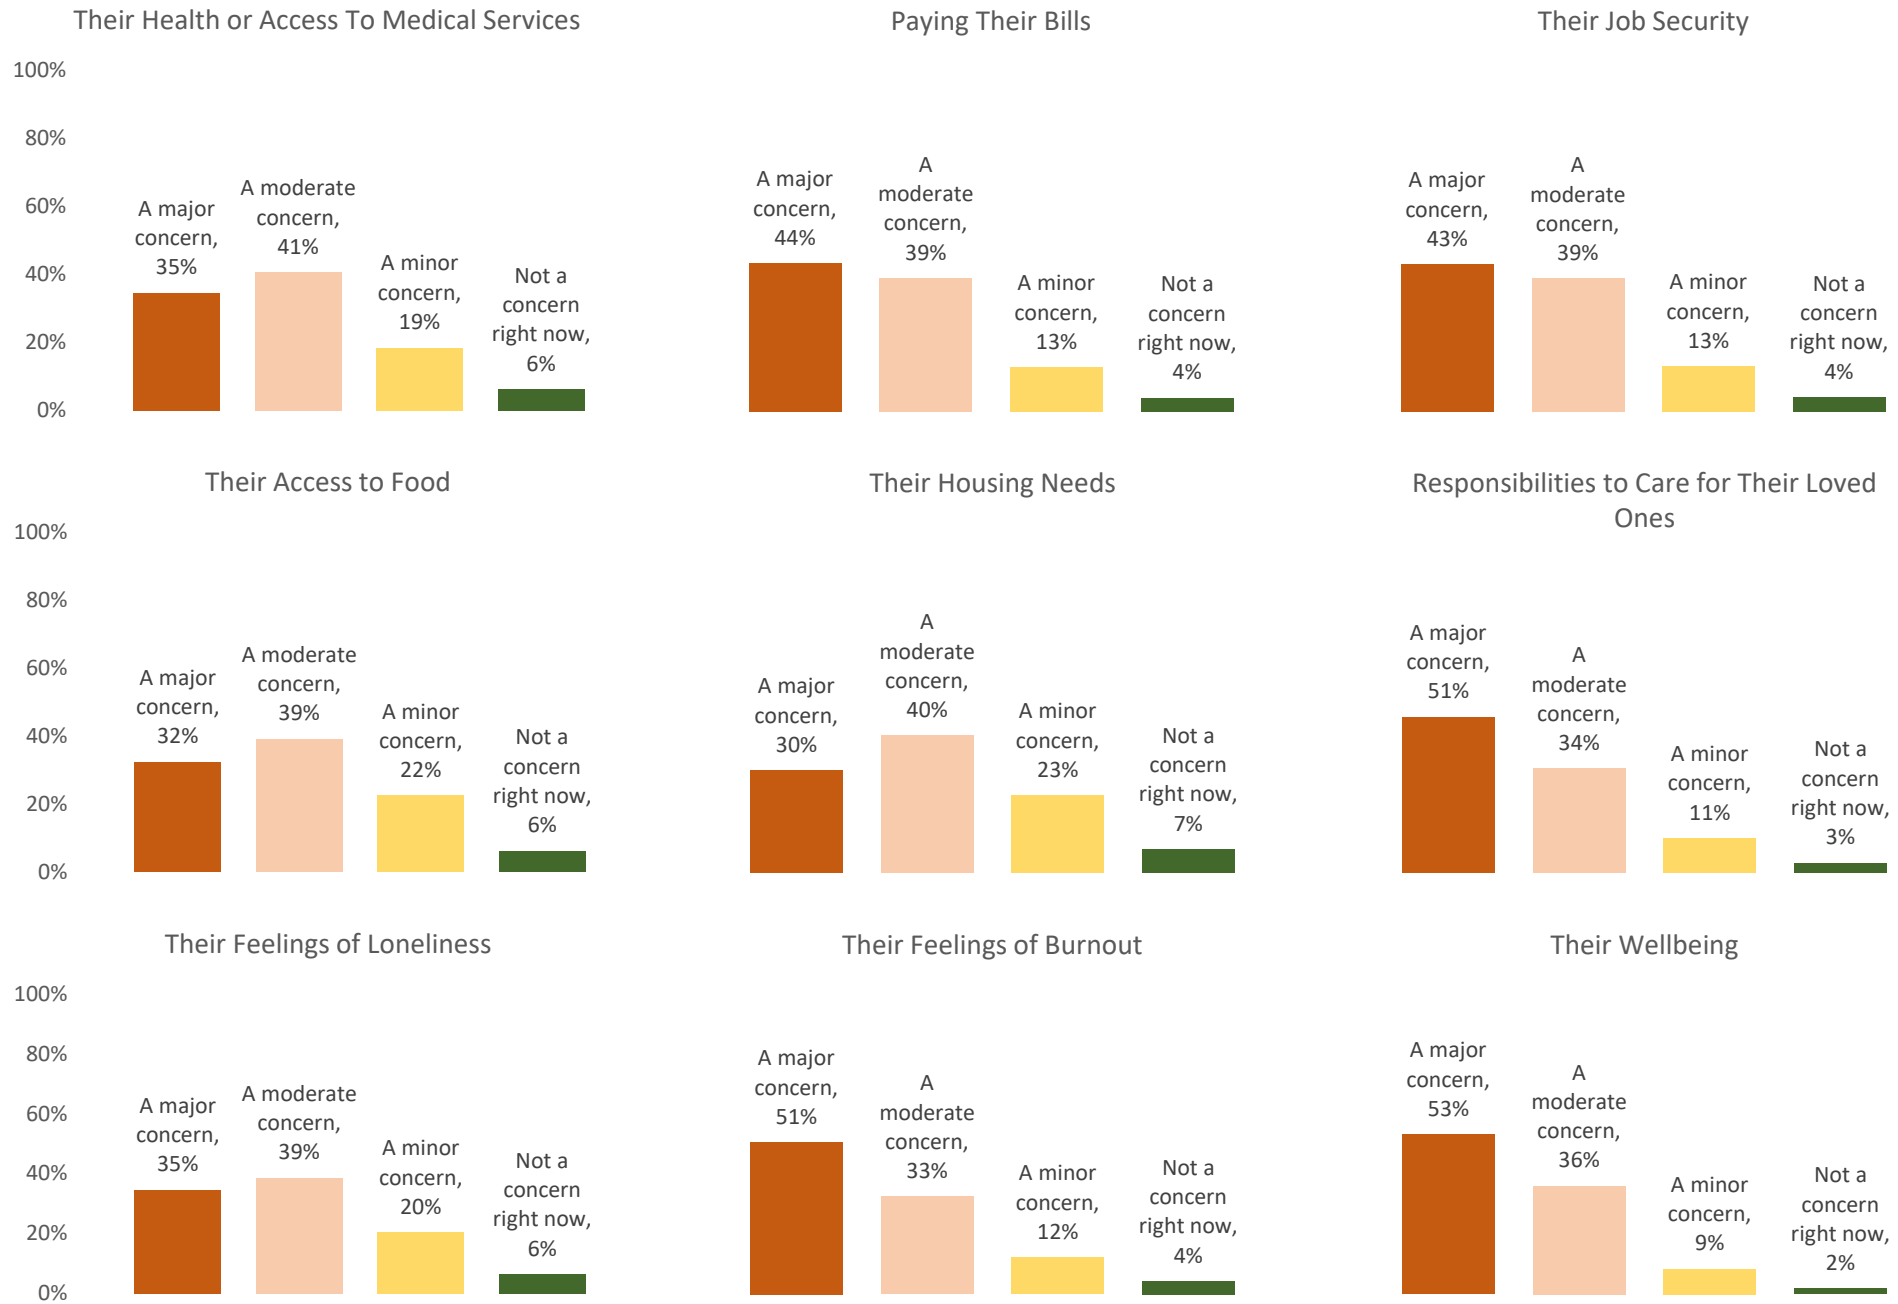 Their Health or Access To Medical Services
100%
80%
60%
40%
20%
0%
A major
concern,
35%
A moderate
concern,
41%
A minor
concern,
19%
Not a
concern
right now,
6%
Paying Their Bills
A major
concern,
44%
A
moderate
concern,
39%
A minor
concern,
13%
Not a
concern
right now,
4%
Their Job Security
A major
concern,
43%
A
moderate
concern,
39%
A minor
concern,
13%
Not a
concern
right now,
4%
Their Access to Food
100%
80%
60%
40%
20%
0%
A major
concern,
32%
A moderate
concern,
39%
A minor
concern,
22%
Not a
concern
right now,
6%
Their Housing Needs
A major
concern,
30%
A
moderate
concern,
40%
A minor
concern,
23%
Not a
concern
right now,
7%
Responsibilities to Care for Their Loved
Ones
A major
concern,
51%
A
moderate
concern,
34%
A minor
concern,
11%
Not a
concern
right now,
3%
Their Feelings of Loneliness
100%
80%
60%
40%
20%
0%
A major
concern,
35%
A moderate
concern,
39%
A minor
concern,
20%
Not a
concern
right now,
6%
Their Feelings of Burnout
A major
concern,
51%
A
moderate
concern,
33%
A minor
concern,
12%
Not a
concern
right now,
4%
Their Wellbeing
A major
concern,
53%
A
moderate
concern,
36%
A minor
concern,
9%
Not a
concern
right now,
2%